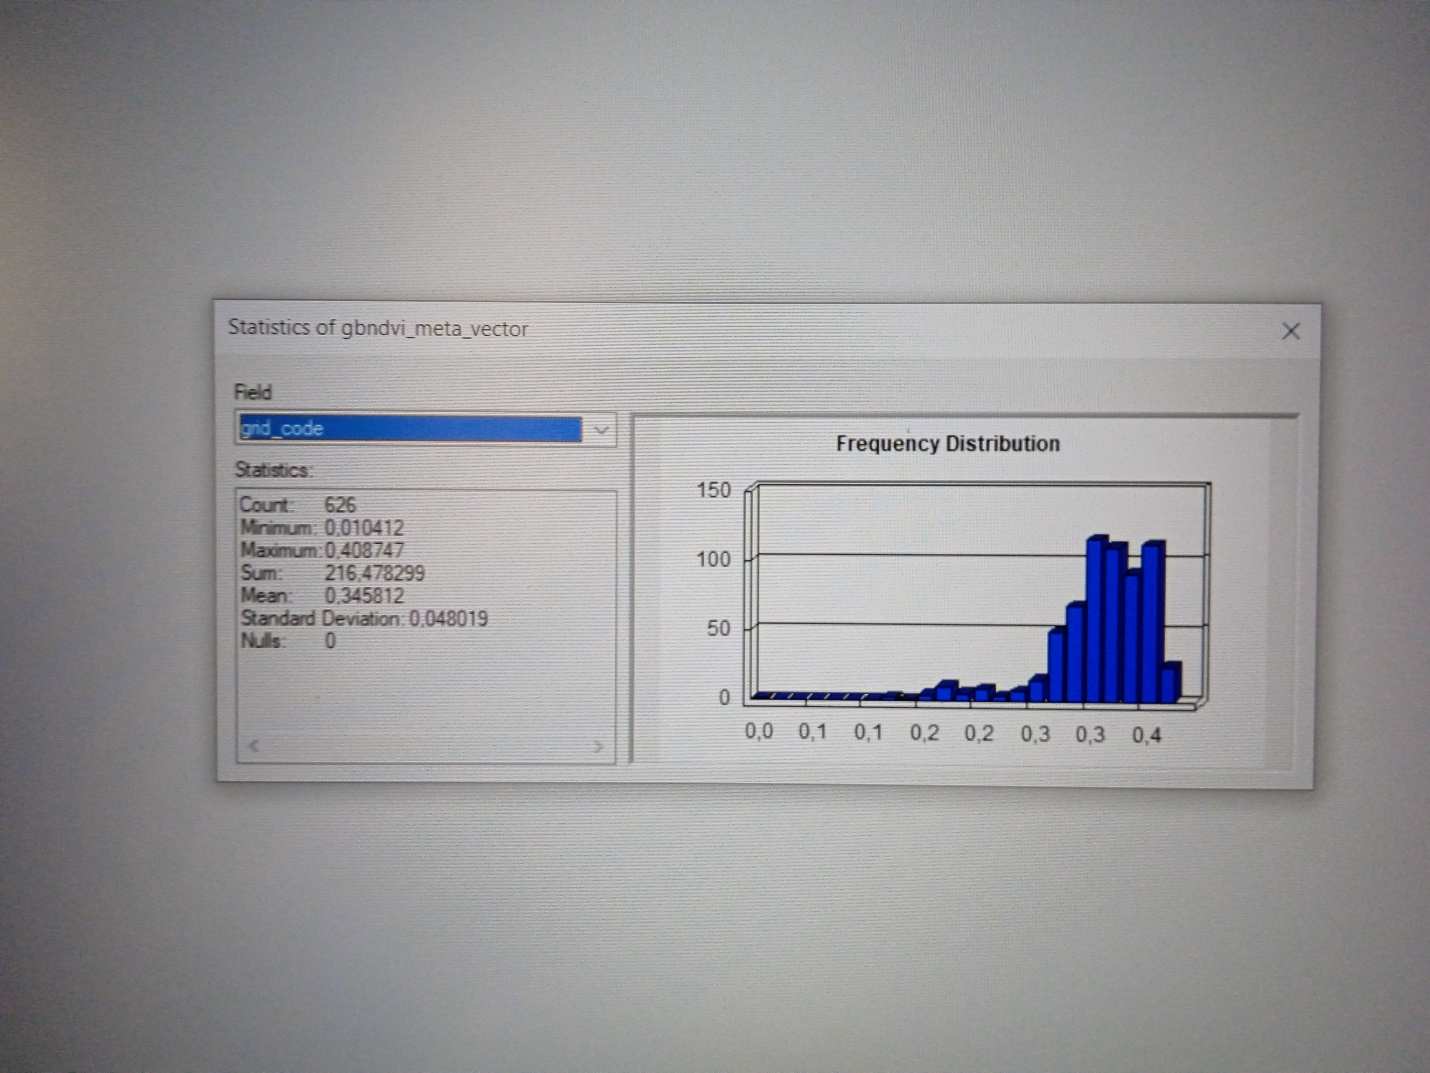 Statistics of gbndvi_meta_vector
Field
grid_code
Statistics:
Count: 626
Minimum: 0,010412
Maximum: 0,408747
Sum: 216,478299
Mean: 0,345812
Standard Deviation: 0,048019
Nulls: 0
Frequency Distribution
150
100
50
0
0,0 0,1 0,1 0,2 0,2 0,3 0,3 0,4